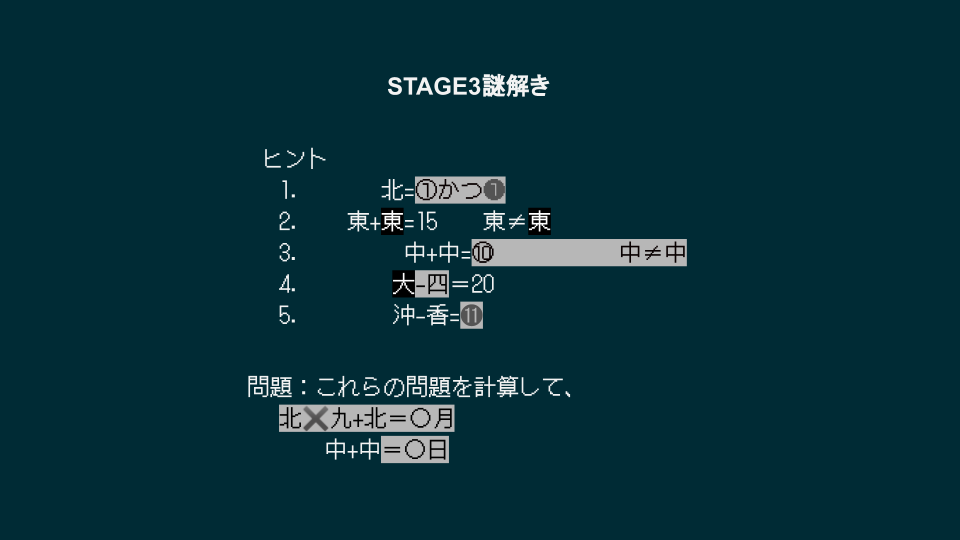 STAGE3謎解き
ヒント
1. 北=①かつ❶
2. 東+東=15 東≠東
3. 中+中=⑩ 中≠中
4. 大-四＝20
5. 沖-香=⓫
問題：これらの問題を計算して、
北✖九+北＝〇月
中+中＝〇日